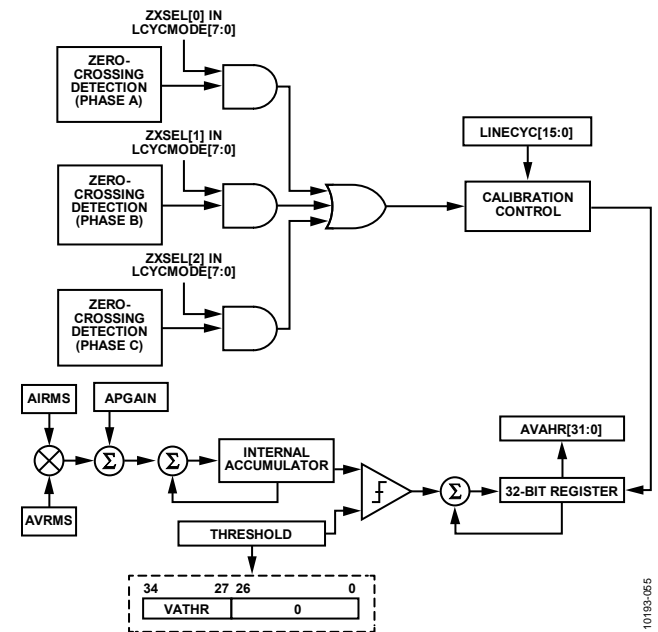 ZXSEL[0] IN
LCYCMODE[7:0]
ZERO-
CROSSING
DETECTION
(PHASE A)
ZXSEL[1] IN
LCYCMODE[7:0]
ZERO-
CROSSING
DETECTION
(PHASE B)
ZXSEL[2] IN
LCYCMODE[7:0]
ZERO-
CROSSING
DETECTION
(PHASE C)
LINECYC[15:0]
CALIBRATION
CONTROL
AIRMS
APGAIN
AVRMS
Σ
Σ
INTERNAL
ACCUMULATOR
THRESHOLD
34 27 26 0
VATHR 0
Σ
AVAHR[31:0]
32-BIT REGISTER
10193-055